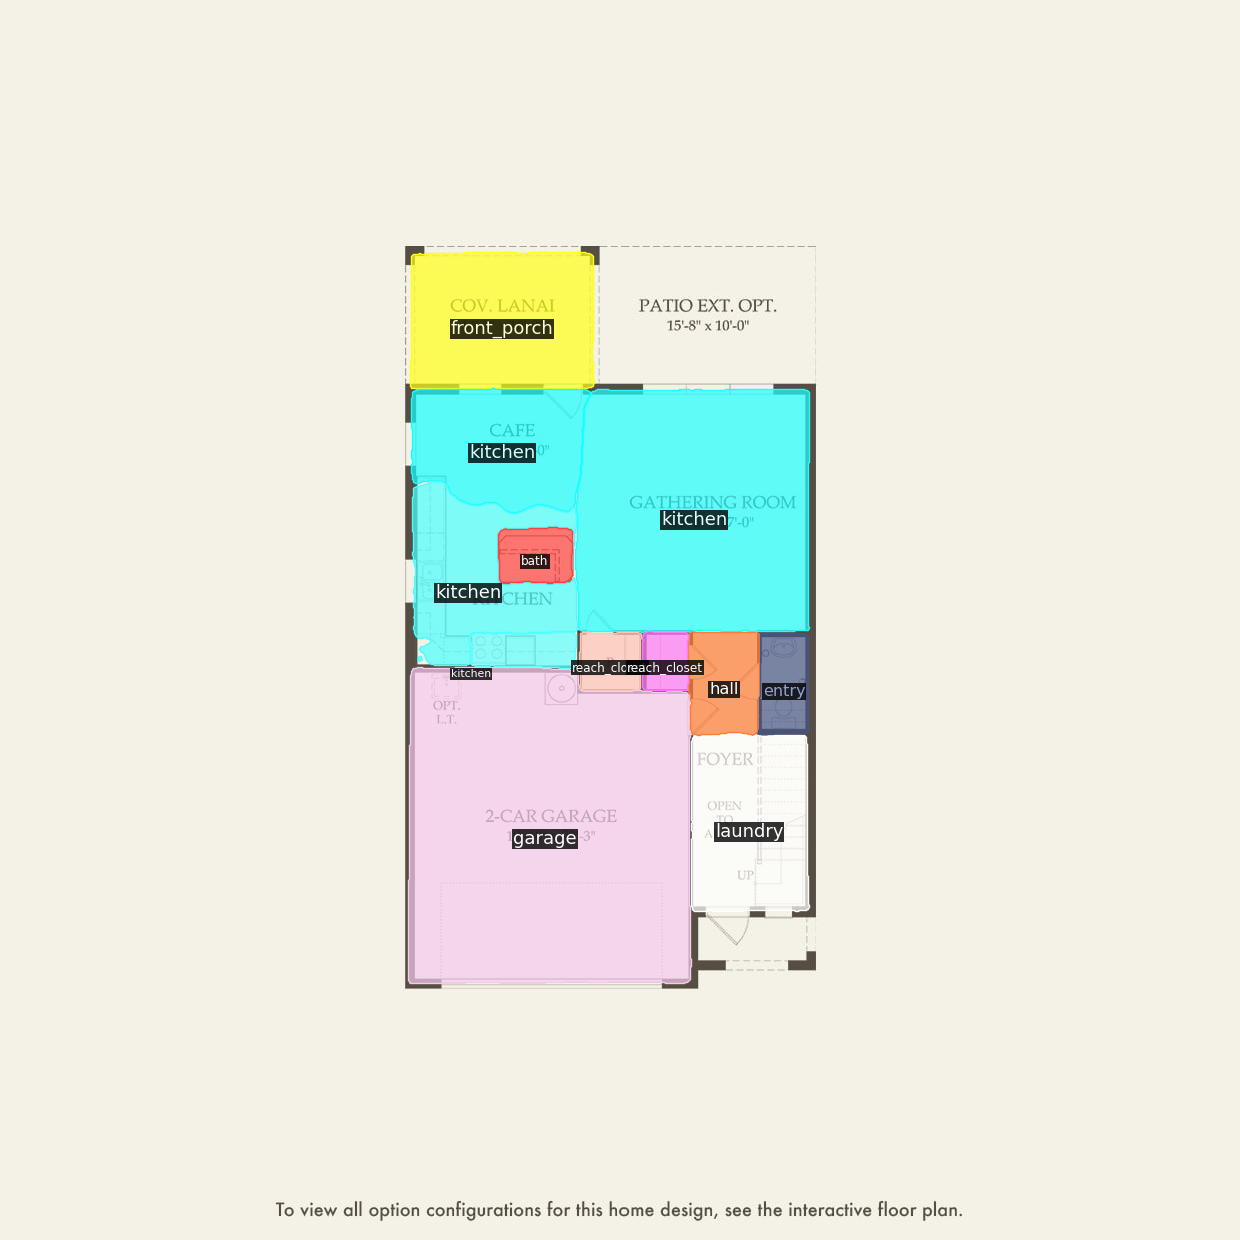 COV. LANAI
front_porch
PATIO EXT. OPT.
15'-8" x 10'-0"
CAFE
kitchen
GATHERING ROOM
kitchen
bath
kitchen
kitchen
reach_closet
hall
entry
OPT.
L.T.
FOYER
OPEN
TO
2-CAR GARAGE
garage
laundry
UP
To view all option configurations for this home design, see the interactive floor plan.